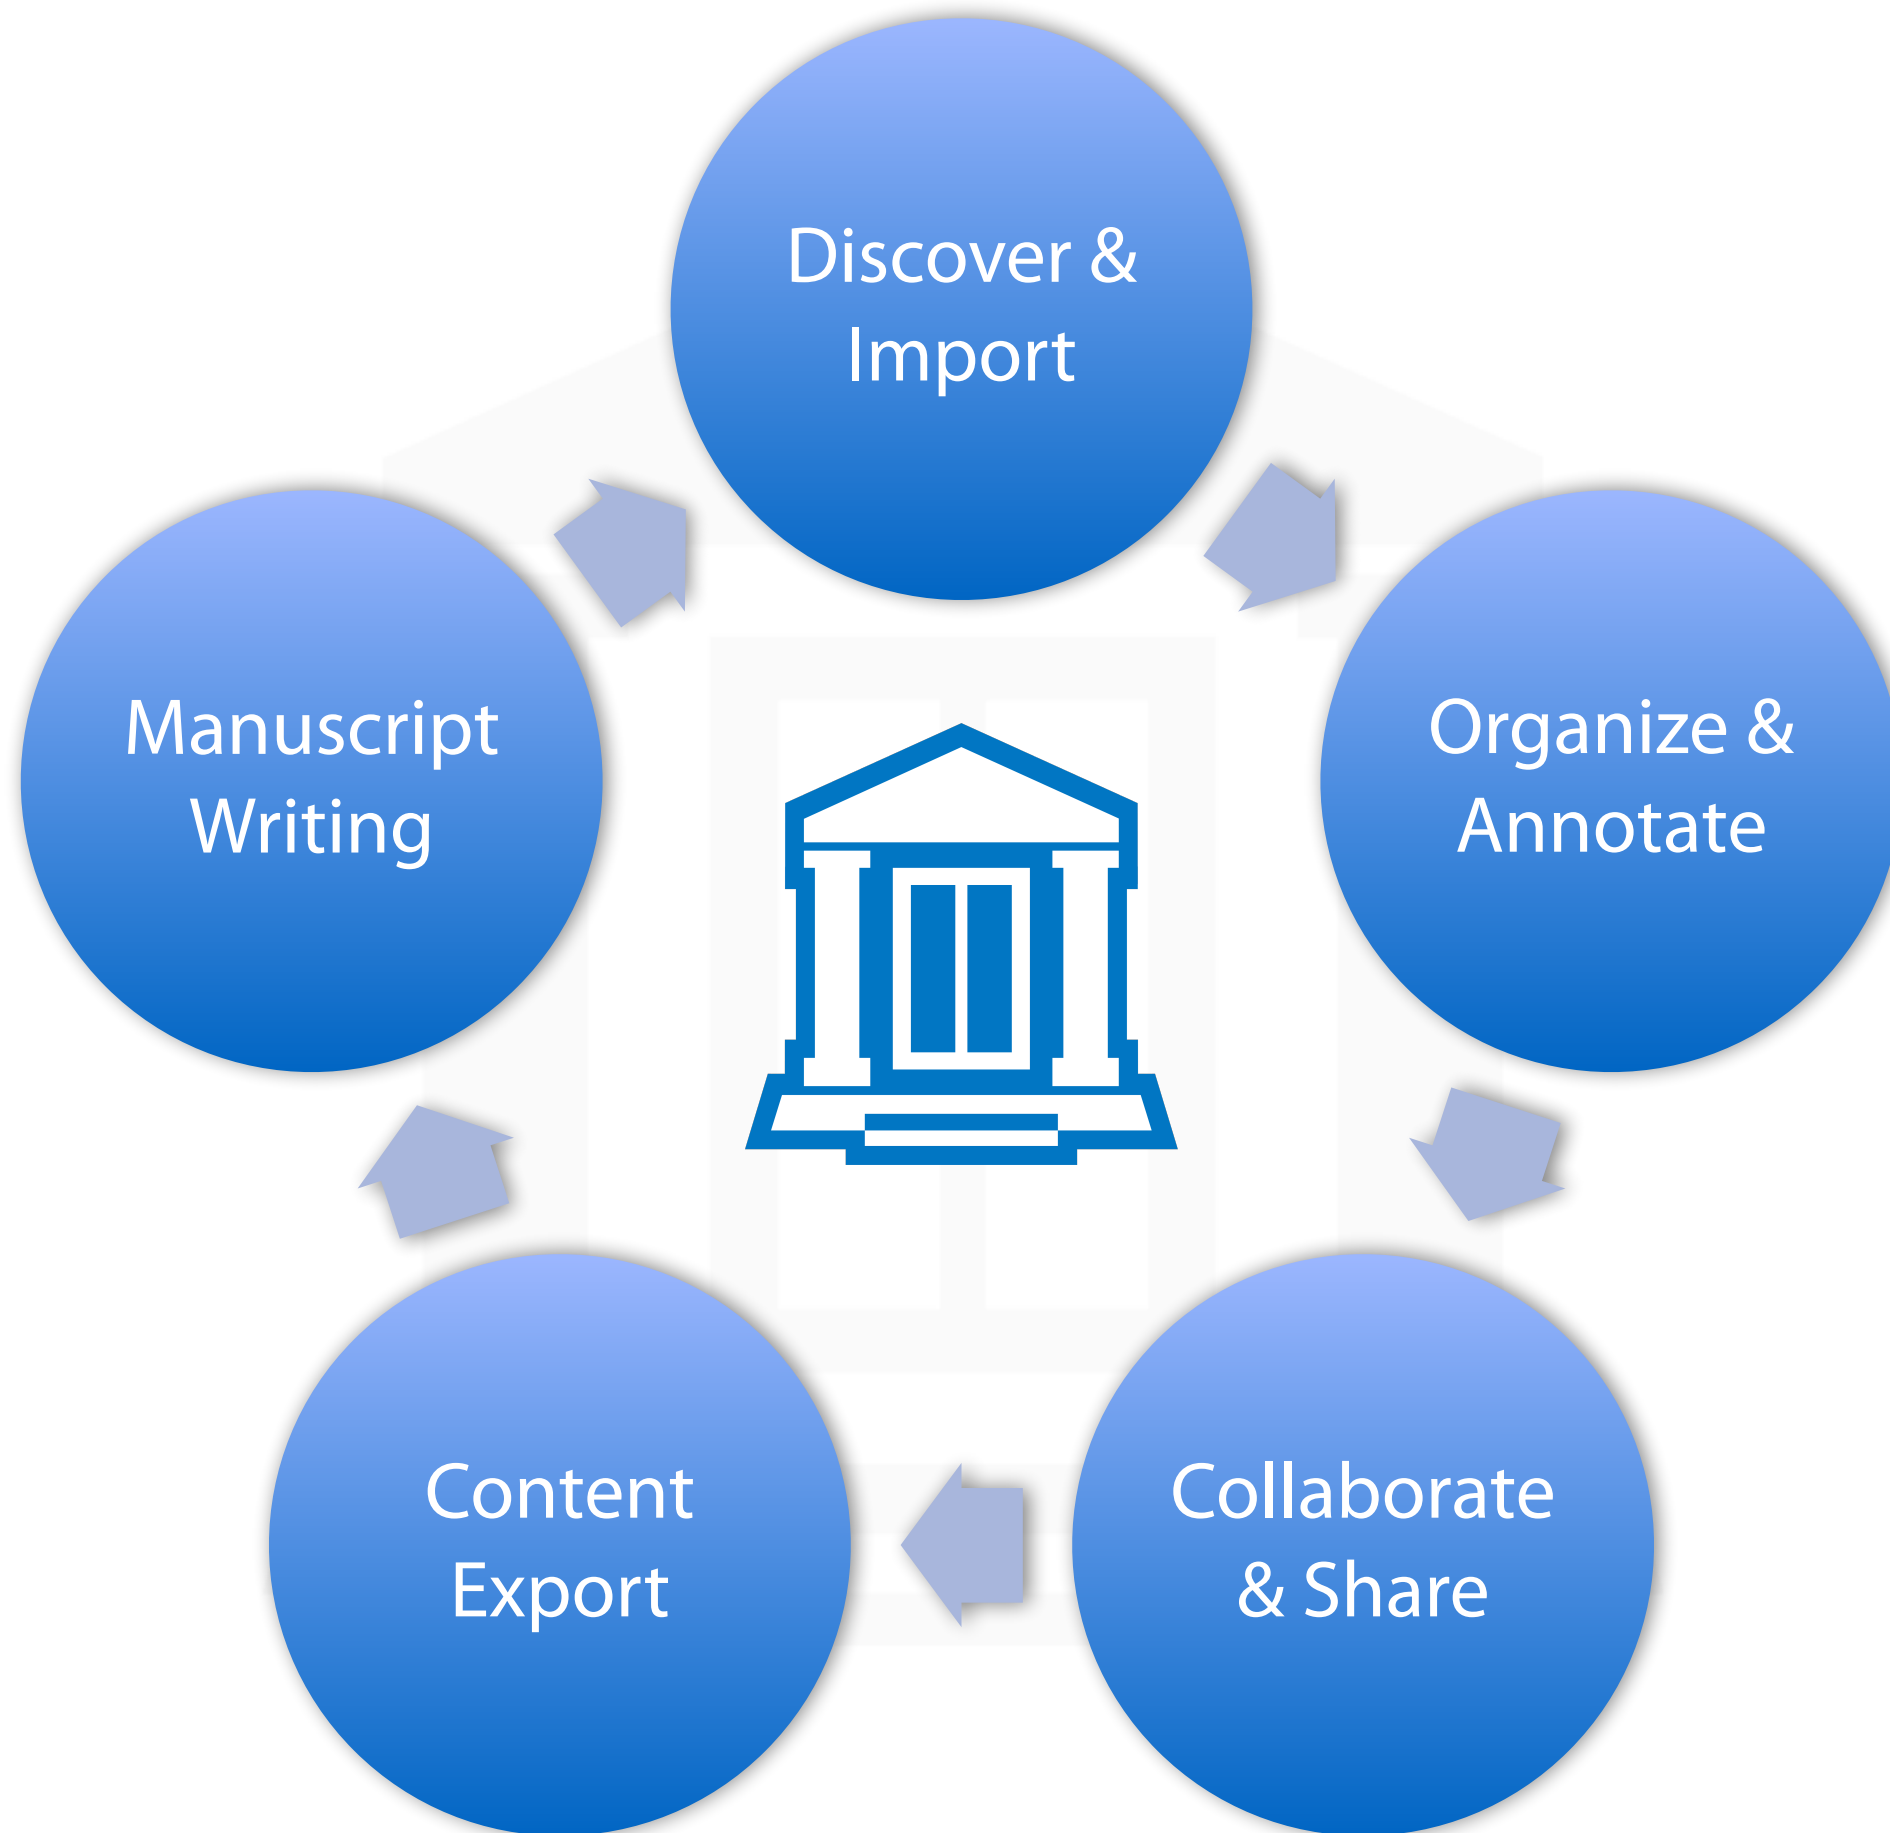 Discover &
Import
Organize &
Annotate
Collaborate
& Share
Content
Export
Manuscript
Writing